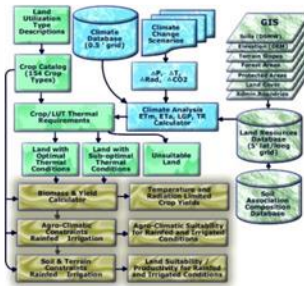 Land
Utilization
Type
Descriptions
Crop Catalog
(154 Crop
Types)
Climate
Database
(0.5° grid)
Climate
Change
Scenarios
△P, △T,
△Rad, △CO2
GIS
Soils (DSMW)
Elevation (DEM)
Terrain Slopes
Forest Areas
Protected Areas
Land Cover
Admin Boundries
Crop/LUT Thermal
Requirements
Climate Analysis
ETm, ETa, LGP, TR
Calculator
Land Resources
Database
(5' lat/long
grid)
Land with
Optimal Thermal
Conditions
Land with
Sub-optimal Thermal
Conditions
Unsuitable
Land
Soil
Association
Composition
Database
Biomass & Yield
Calculator
Temperature and
Radiation Limited
Crop Yields
Agro-Climatic
Constraints
Rainfed Irrigation
Agro-Climatic Suitability
for Rainfed and Irrigated
Conditions
Soil & Terrain
Constraints
Rainfed Irrigation
Land Suitability
Productivity for Rainfed
and Irrigated Conditions